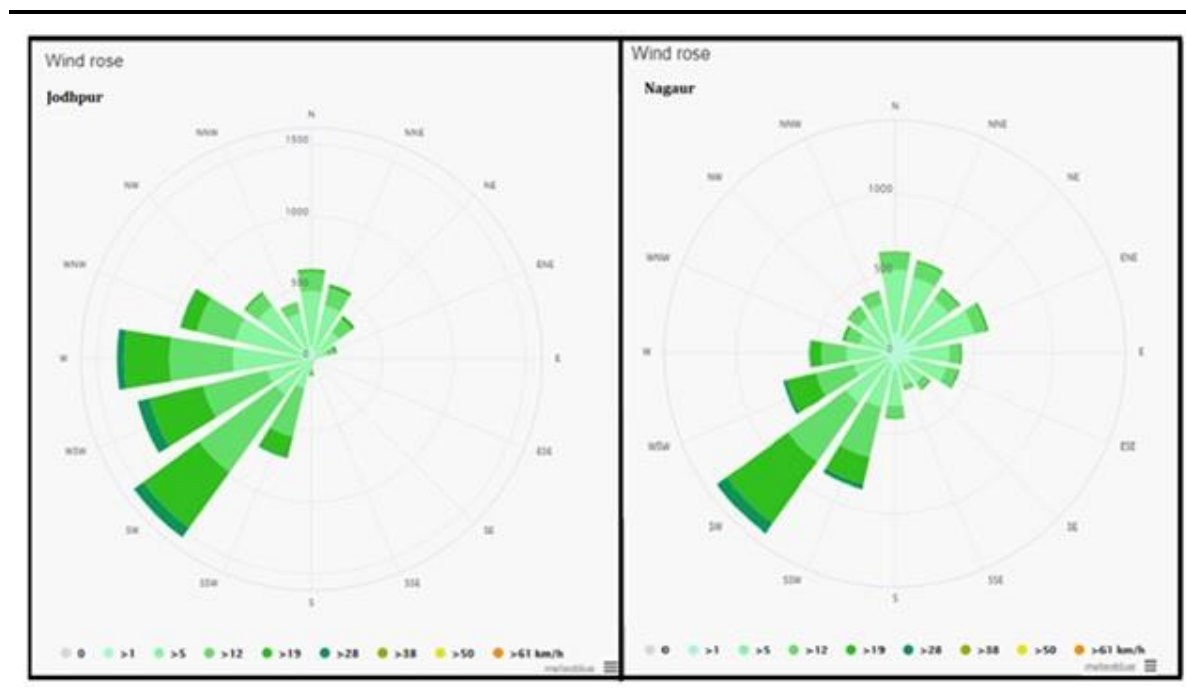 Wind rose
Jodhpur
N
NNW
NNE
1500
NW
NE
1000
WNW
ENE
500
W
0
E
WSW
ESE
SW
SE
SSW
SSE
S
0 >1 >5 >12 >19 >28 >38 >50 >61 km/h
meteoblue
Wind rose
Nagaur
N
NNW
NNE
NW
1000
NE
WNW
ENE
500
W
0
E
WSW
ESE
SW
SE
SSW
SSE
S
0 >1 >5 >12 >19 >28 >38 >50 >61 km/h
meteoblue